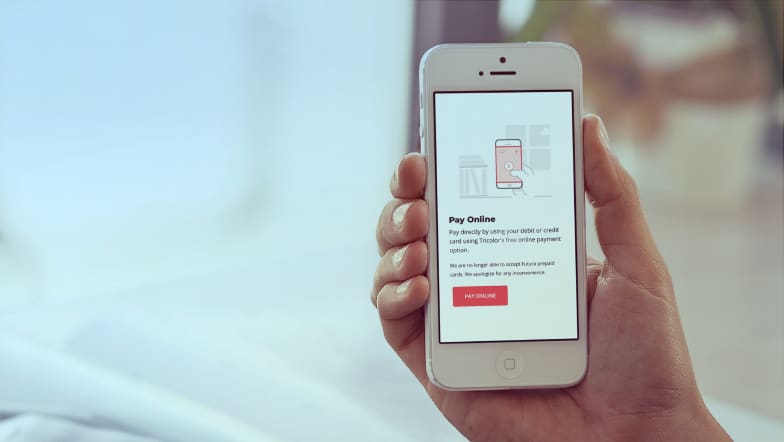 Pay Online
Pay directly by using your debit or credit
card using Tricolor's free online payment
option.
We are no longer able to accept Futura prepaid
cards. We apologize for any inconvenience.
PAY ONLINE